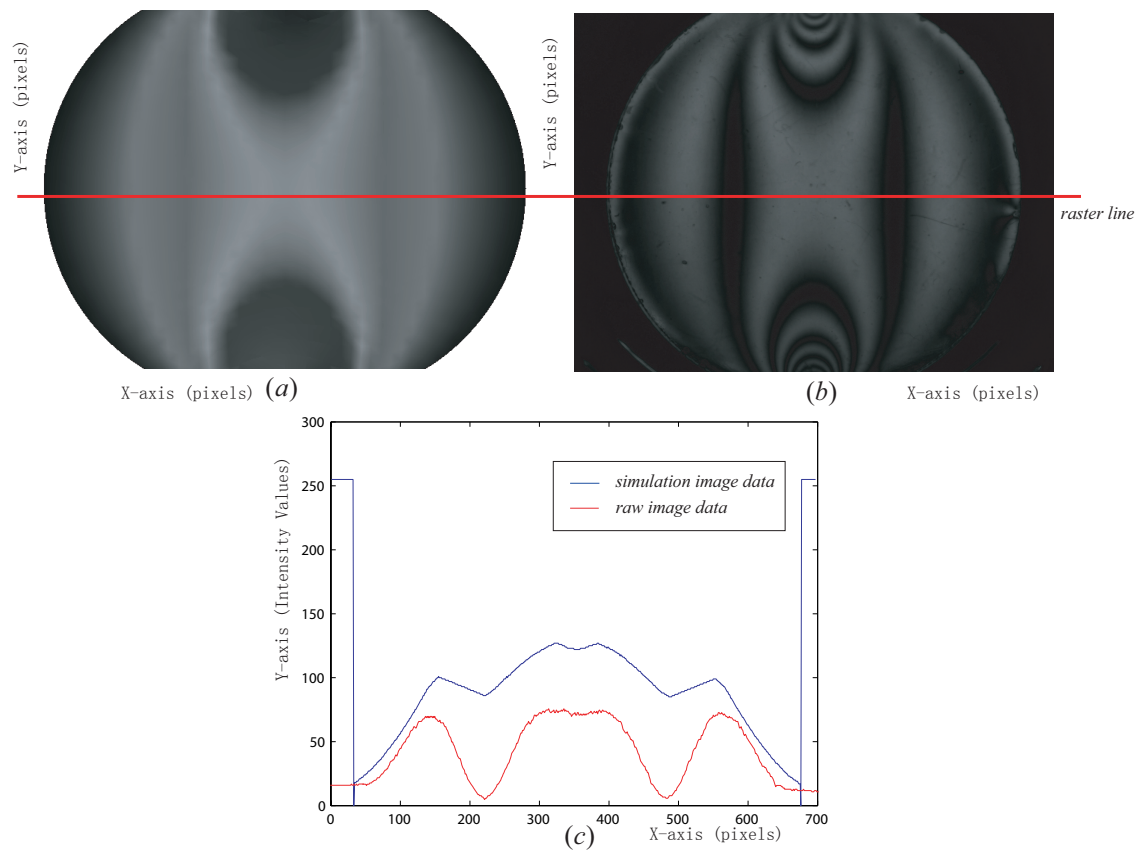 Y-axis (pixels)
Y-axis (pixels)
raster line
X-axis (pixels) (a)
(b) X-axis (pixels)
300
250
200
150
100
50
0
Y-axis (Intensity Values)
simulation image data
raw image data
0 100 200 300 400 500 600 700
(c) X-axis (pixels)